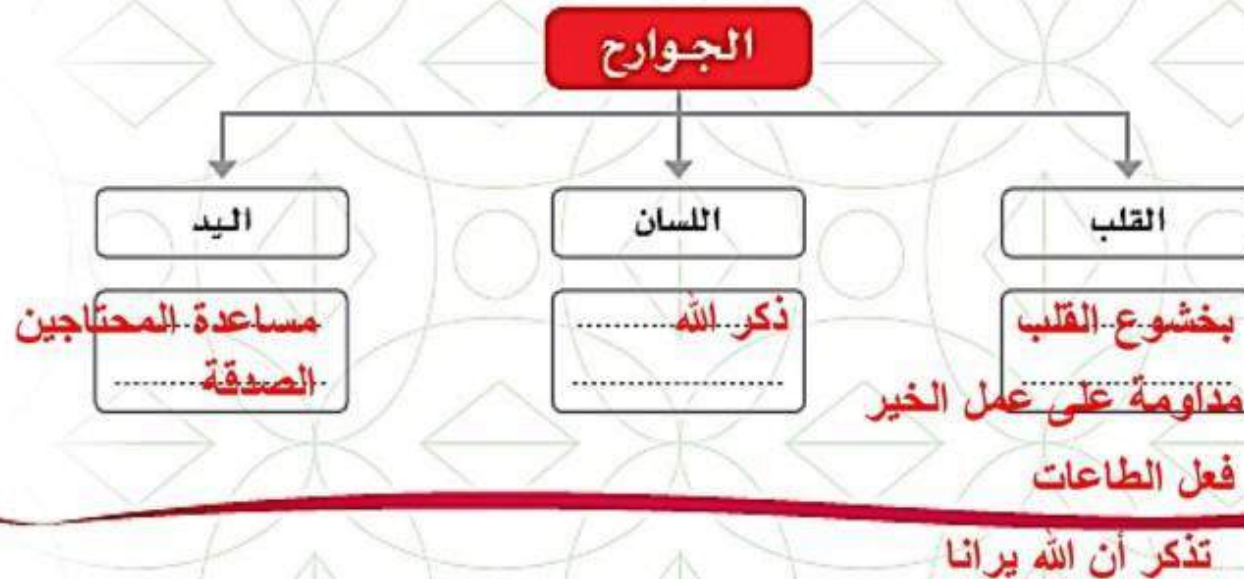 الجوارح
القلب
اللسان
اليد
بخشوع القلب
مداومة على عمل الخير
فعل الطاعات
تذكر أن الله يرانا
ذكر الله
مساعدة المحتاجين
الصدقة